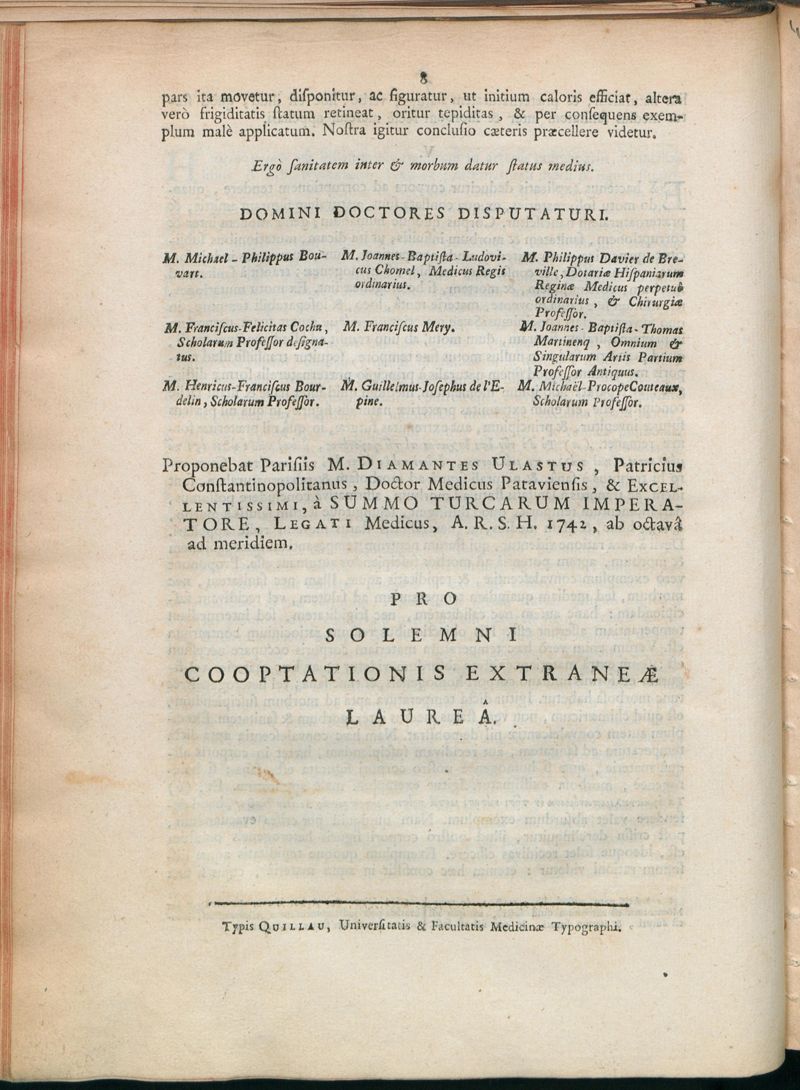 8
pars ita movetur, diſponitur, ac figuratur, ut initium caloris efficiat, altera
verò frigiditatis ſtatum retineat, oritur tepiditas, & per conſequens exem-
plum malè applicatum. Noſtra igitur concluſio cæteris præcellere videtur.
Ergò ſanitatem inter & morbum datur ſtatus medius.
DOMINI DOCTORES DISPUTATURI.
M. Michael-Philippus Bou-
vart.
M. Joannes-Baptiſta-Ludovi-
cus Chomel, Medicus Regis
ordinarius.
M. Philippus Davier de Bre-
ville, Dotariæ Hiſpaniarum
Reginæ Medicus perpetuò
ordinarius, & Chirurgiæ
Profeſſor.
M. Franciſcus-Felicitas Cochu,
Scholarum Profeſſor deſigna-
tus.
M. Franciſcus Mery.
M. Joannes-Baptiſta-Thomas
Martinenq, Omnium &
Singularum Artis Partium
Profeſſor Antiquus.
M. Henricus-Franciſcus Bour-
delin, Scholarum Profeſſor.
M. Guillelmus-Joſephus de l'E-
pine.
M. Michaël-Procope Couteaux,
Scholarum Profeſſor.
Proponebat Pariſiis M. DIAMANTES ULASTUS, Patricius
Conſtantinopolitanus, Doctor Medicus Patavienſis, & EXCEL-
LENTISSIMI, à SUMMO TURCARUM IMPERA-
TORE, LEGATI Medicus, A. R. S. H. 1742, ab octavâ
ad meridiem.
PRO
SOLEMNI
COOPTATIONIS EXTRANEÆ
LAUREÂ.
Typis QUILLAU, Univerſitatis & Facultatis Medicinæ Typographi.